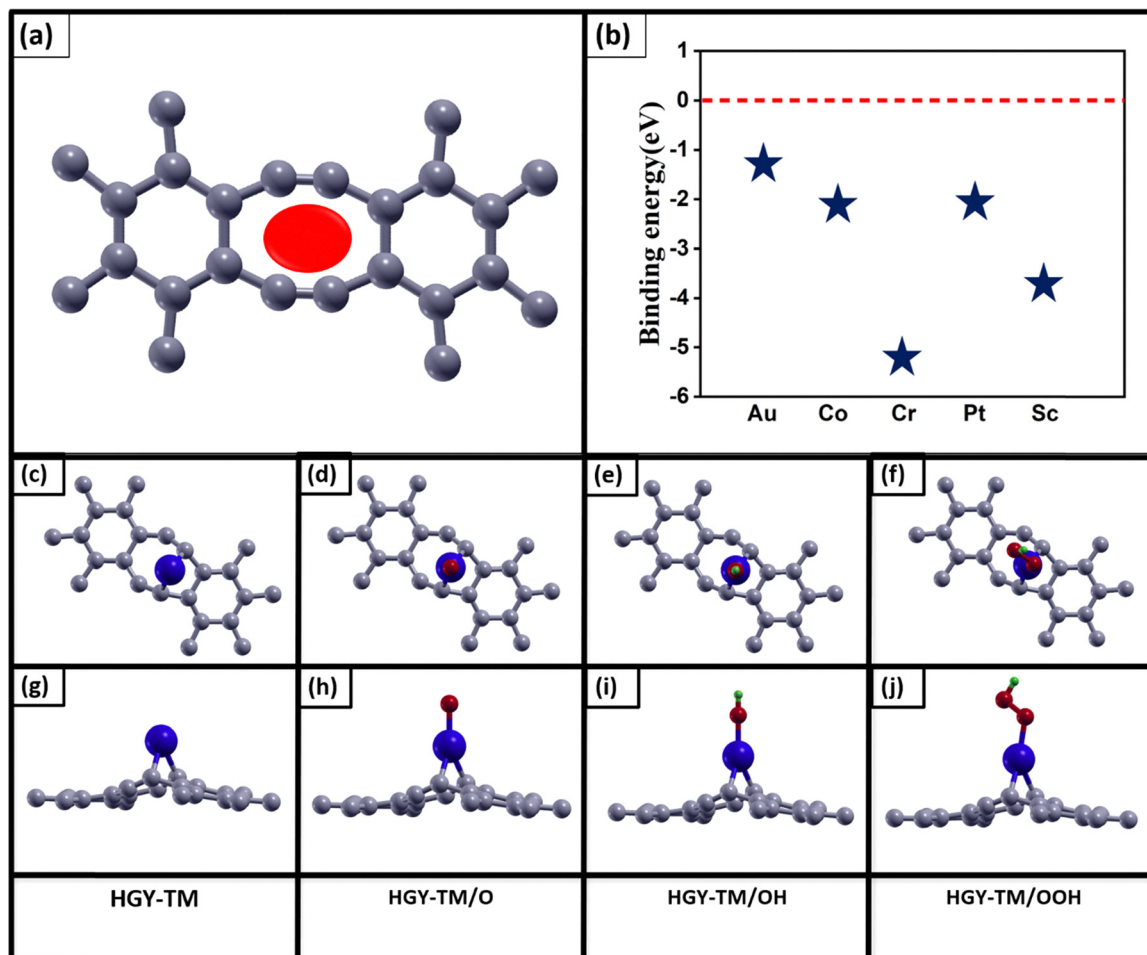 (a)
(b)
Binding energy(eV)
1
0
-1
-2
-3
-4
-5
-6
Au Co Cr Pt Sc
(c)
(d)
(e)
(f)
(g)
(h)
(i)
(j)
HGY-TM
HGY-TM/O
HGY-TM/OH
HGY-TM/OOH